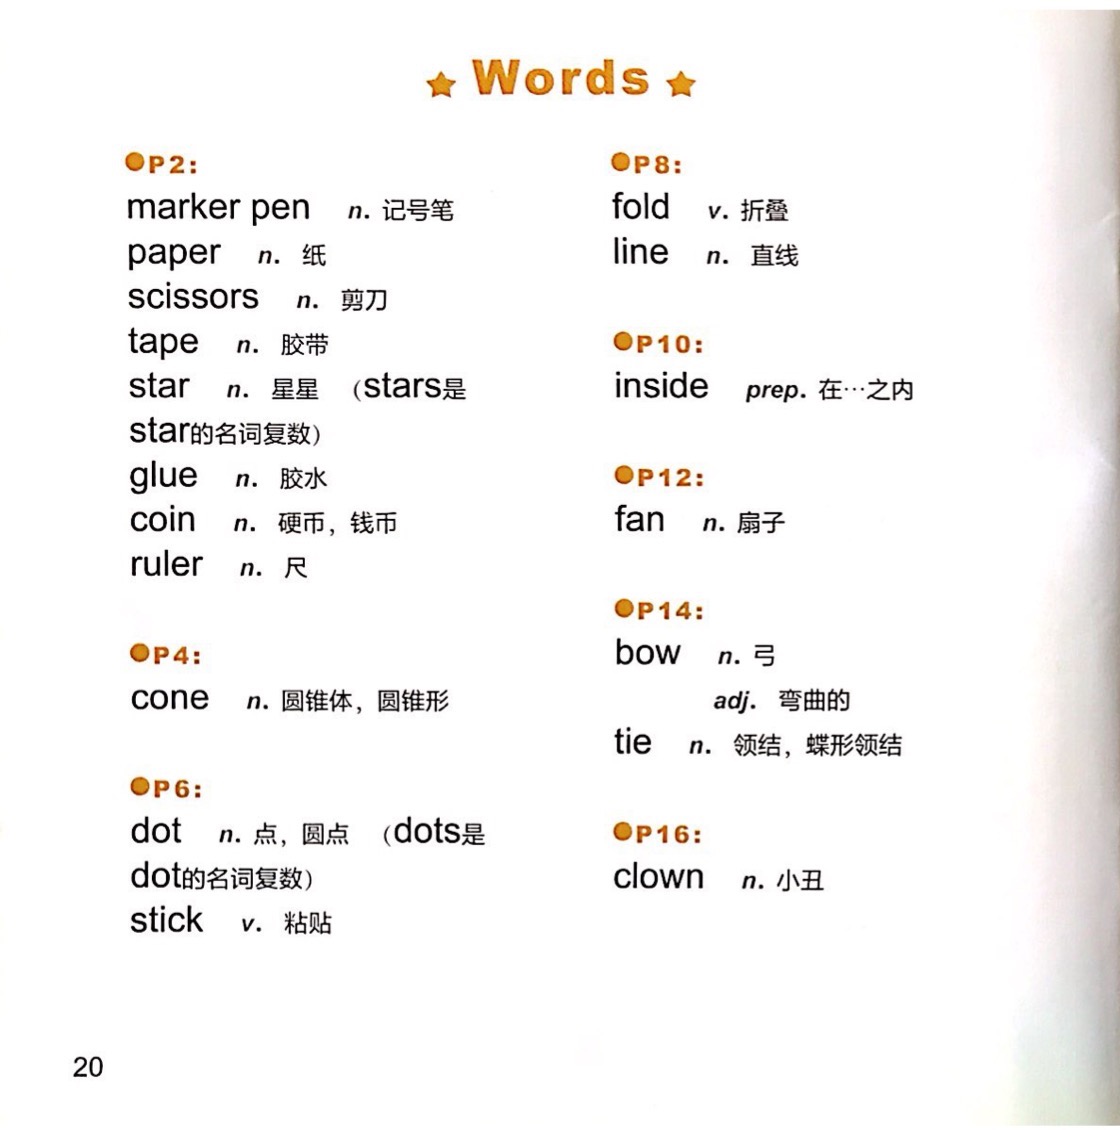 Words
P2:
marker pen n. 记号笔
paper n. 纸
scissors n. 剪刀
tape n. 胶带
star n. 星星 （stars是
star的名词复数）
glue n. 胶水
coin n. 硬币，钱币
ruler n. 尺
P4:
cone n. 圆锥体，圆锥形
P6:
dot n. 点，圆点 （dots是
dot的名词复数）
stick v. 粘贴
P8:
fold v. 折叠
line n. 直线
P10:
inside prep. 在…之内
P12:
fan n. 扇子
P14:
bow n. 弓
adj. 弯曲的
tie n. 领结，蝶形领结
P16:
clown n. 小丑
20